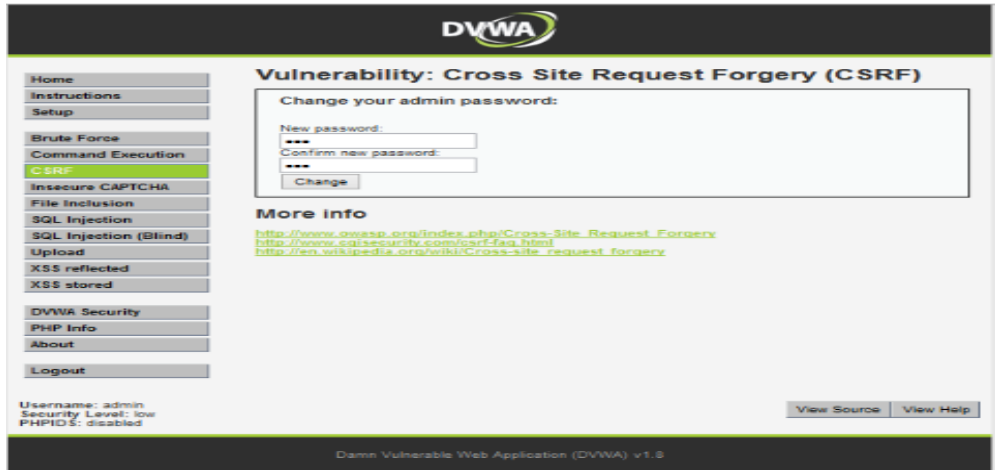 DVWA
Home
Instructions
Setup
Brute Force
Command Execution
CSRF
Insecure CAPTCHA
File Inclusion
SQL Injection
SQL Injection (Blind)
Upload
XSS reflected
XSS stored
DVWA Security
PHP Info
About
Logout
Vulnerability: Cross Site Request Forgery (CSRF)
Change your admin password:
New password:
Confirm new password:
Change
More info
http://www.owasp.org/index.php/Cross-Site_Request_Forgery
http://www.cgisecurity.com/csrf-faq.html
http://en.wikipedia.org/wiki/Cross-site_request_forgery
Username: admin
Security Level: low
PHPIDS: disabled
View Source
View Help
Damn Vulnerable Web Application (DVWA) v1.8